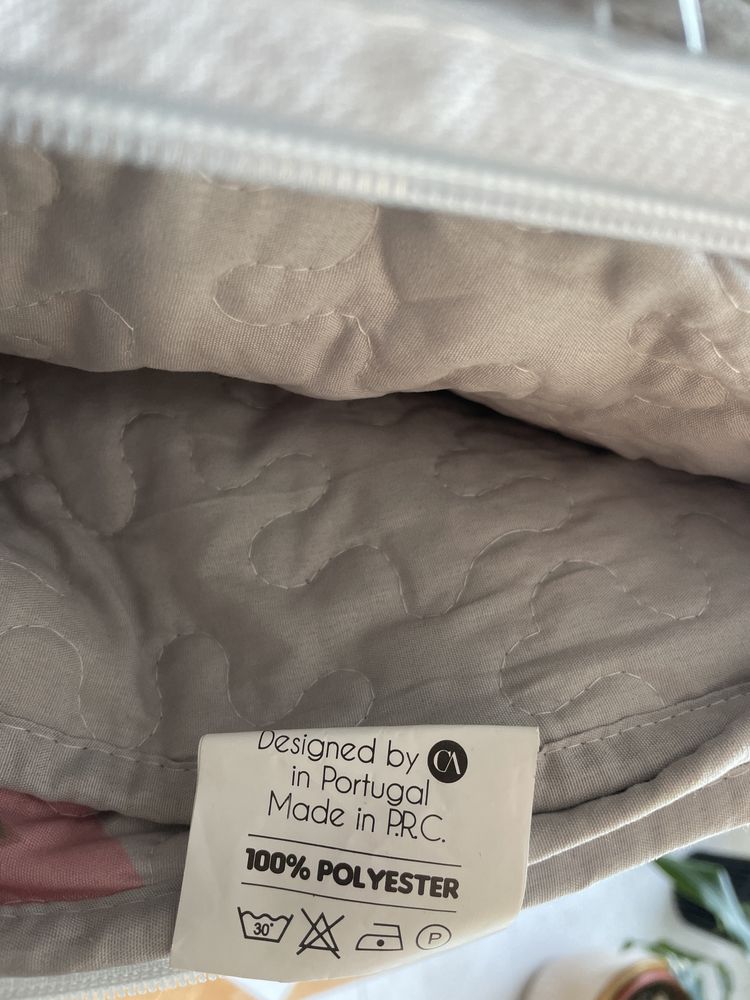 Designed by CA
in Portugal
Made in P.R.C.
100% POLYESTER
30°
P